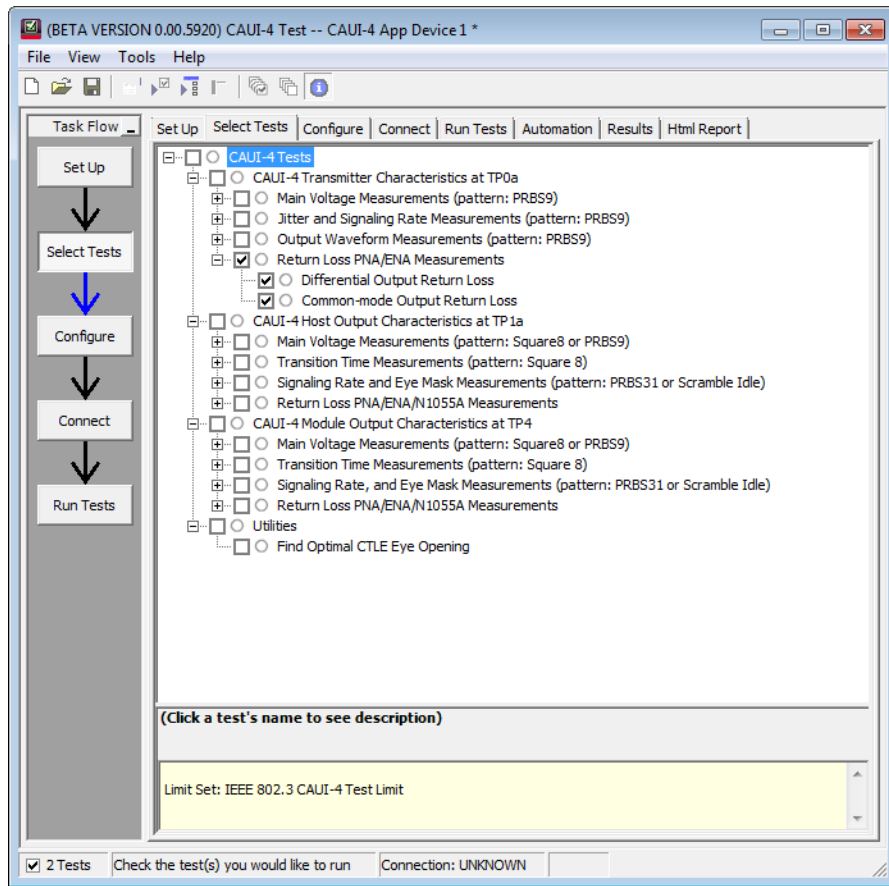 (BETA VERSION 0.00.5920) CAUI-4 Test -- CAUI-4 App Device 1 *
File View Tools Help
Task Flow
Set Up Select Tests Configure Connect Run Tests Automation Results Html Report
Set Up
Select Tests
Configure
Connect
Run Tests
CAUI-4 Tests
CAUI-4 Transmitter Characteristics at TP0a
Main Voltage Measurements (pattern: PRBS9)
Jitter and Signaling Rate Measurements (pattern: PRBS9)
Output Waveform Measurements (pattern: PRBS9)
Return Loss PNA/ENA Measurements
Differential Output Return Loss
Common-mode Output Return Loss
CAUI-4 Host Output Characteristics at TP1a
Main Voltage Measurements (pattern: Square8 or PRBS9)
Transition Time Measurements (pattern: Square 8)
Signaling Rate and Eye Mask Measurements (pattern: PRBS31 or Scramble Idle)
Return Loss PNA/ENA/N1055A Measurements
CAUI-4 Module Output Characteristics at TP4
Main Voltage Measurements (pattern: Square8 or PRBS9)
Transition Time Measurements (pattern: Square 8)
Signaling Rate, and Eye Mask Measurements (pattern: PRBS31 or Scramble Idle)
Return Loss PNA/ENA/N1055A Measurements
Utilities
Find Optimal CTLE Eye Opening
(Click a test's name to see description)
Limit Set: IEEE 802.3 CAUI-4 Test Limit
2 Tests Check the test(s) you would like to run Connection: UNKNOWN